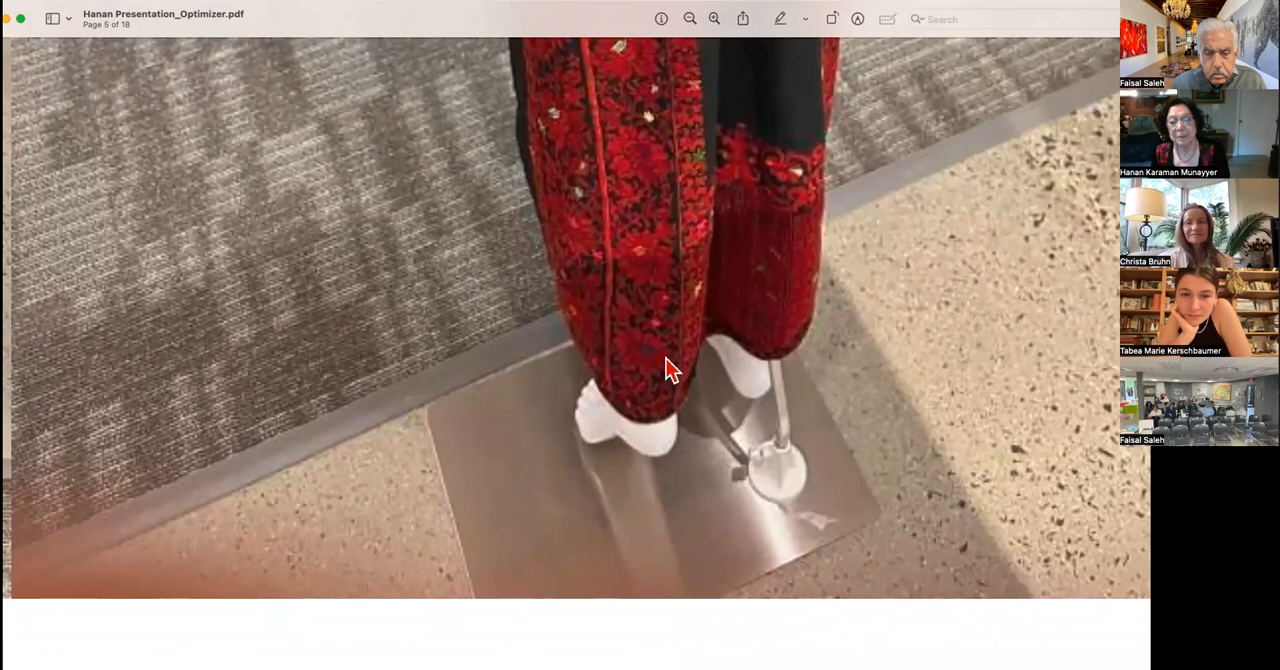 Hanan Presentation_Optimizer.pdf
Page 5 of 18
Search
Faisal Saleh
Hanan Karaman Munayyer
Christa Bruhn
Tabea Marie Kerschbaumer
Faisal Saleh